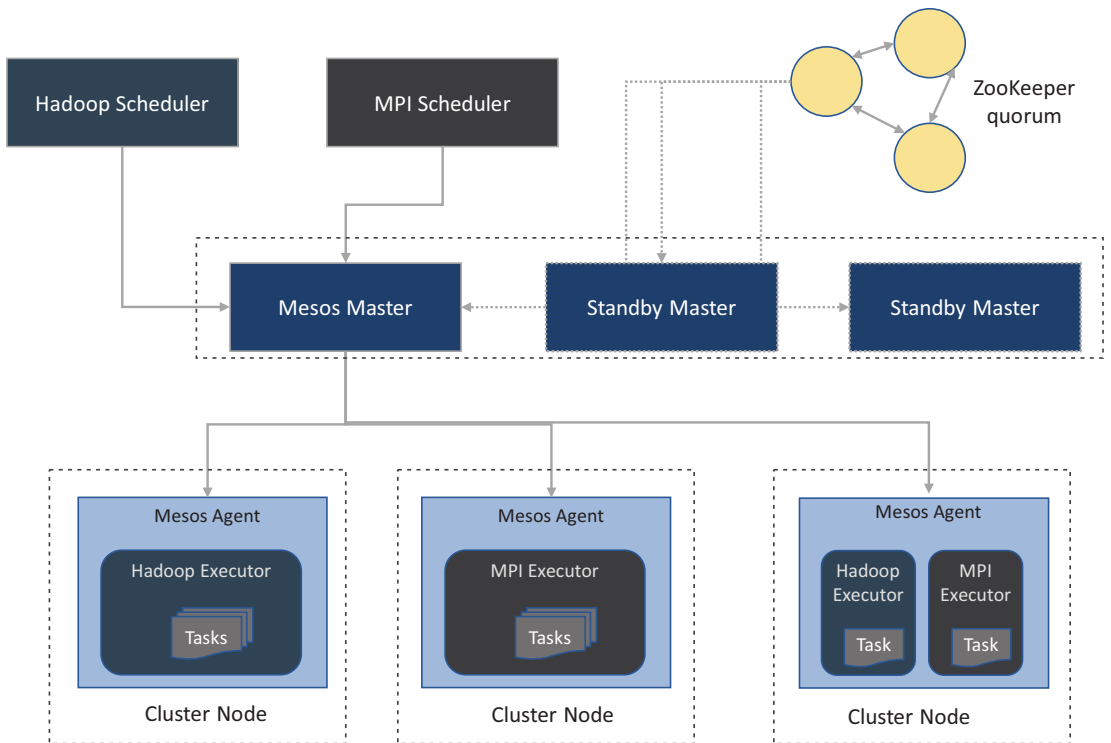 Hadoop Scheduler
MPI Scheduler
ZooKeeper
quorum
Mesos Master
Standby Master
Standby Master
Mesos Agent
Hadoop Executor
Tasks
Cluster Node
Mesos Agent
MPI Executor
Tasks
Cluster Node
Mesos Agent
Hadoop
Executor
Task
MPI
Executor
Task
Cluster Node